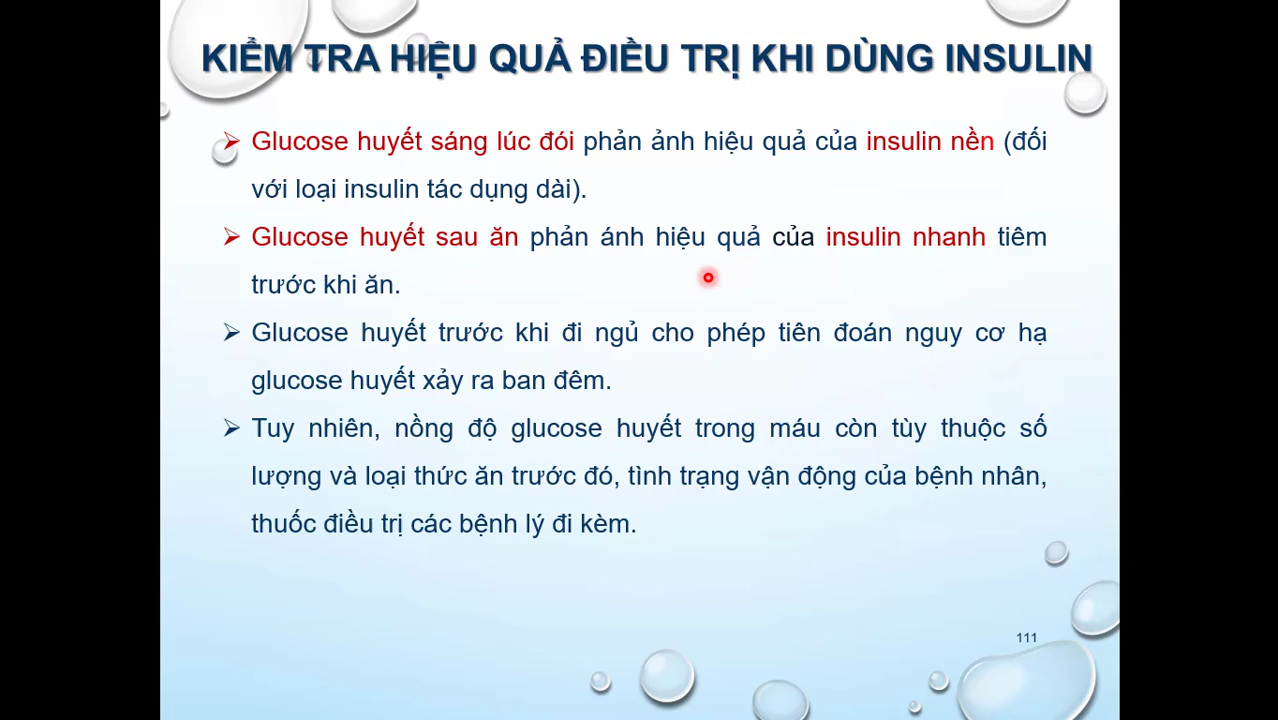 KIỂM TRA HIỆU QUẢ ĐIỀU TRỊ KHI DÙNG INSULIN
Glucose huyết sáng lúc đói phản ảnh hiệu quả của insulin nền (đối
với loại insulin tác dụng dài).
Glucose huyết sau ăn phản ánh hiệu quả của insulin nhanh tiêm
trước khi ăn.
Glucose huyết trước khi đi ngủ cho phép tiên đoán nguy cơ hạ
glucose huyết xảy ra ban đêm.
Tuy nhiên, nồng độ glucose huyết trong máu còn tùy thuộc số
lượng và loại thức ăn trước đó, tình trạng vận động của bệnh nhân,
thuốc điều trị các bệnh lý đi kèm.
111